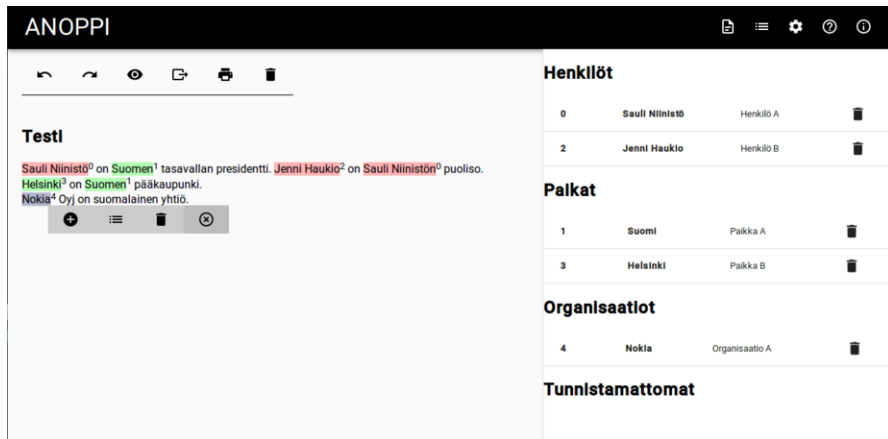 ANOPPI
Testi
Sauli Niinistö⁰ on Suomen¹ tasavallan presidentti. Jenni Haukio² on Sauli Niinistön⁰ puoliso.
Helsinki³ on Suomen¹ pääkaupunki.
Nokia⁴ Oyj on suomalainen yhtiö.
Henkilöt
0 Sauli Niinistö Henkilö A
2 Jenni Haukio Henkilö B
Paikat
1 Suomi Paikka A
3 Helsinki Paikka B
Organisaatiot
4 Nokia Organisaatio A
Tunnistamattomat